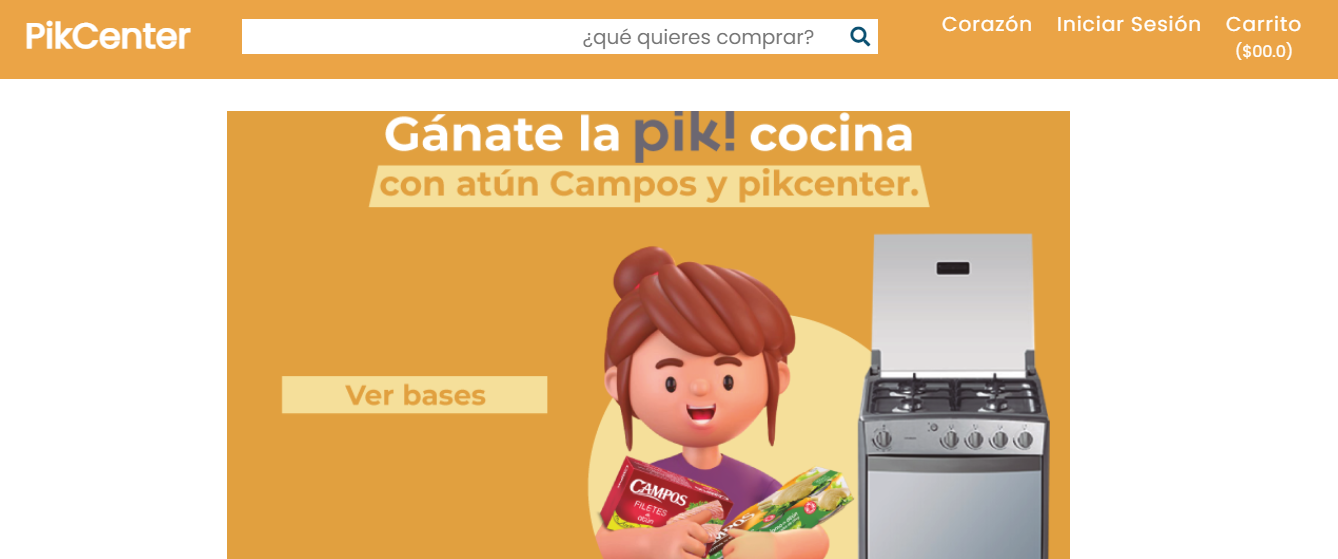 PikCenter
¿qué quieres comprar?
Corazón
Iniciar Sesión
Carrito
($00.0)
Gánate la pik! cocina
con atún Campos y pikcenter.
Ver bases
CAMPOS
FILETES
de
atún